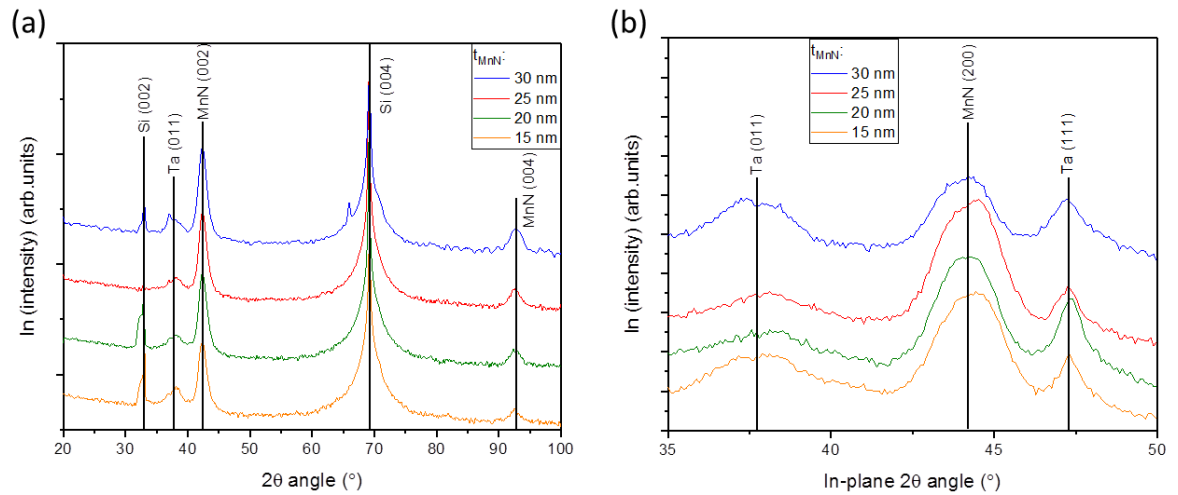 (a)
ln (intensity) (arb.units)
Si (002)
Ta (011)
MnN (002)
Si (004)
MnN (004)
tMnN:
30 nm
25 nm
20 nm
15 nm
20 30 40 50 60 70 80 90 100
2θ angle (°)
(b)
ln (intensity) (arb.units)
Ta (011)
MnN (200)
Ta (111)
tMnN:
30 nm
25 nm
20 nm
15 nm
35 40 45 50
In-plane 2θ angle (°)